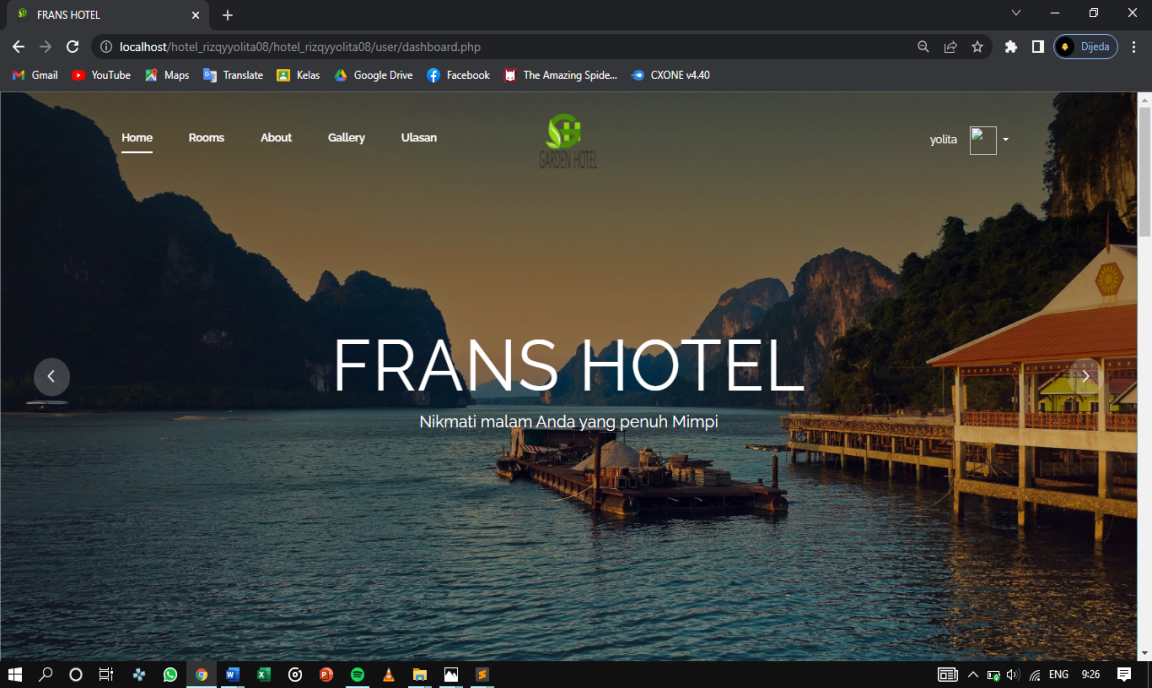 FRANS HOTEL
localhost/hotel_rizqyyolita08/hotel_rizqyyolita08/user/dashboard.php
Dijeda
Gmail
YouTube
Maps
Translate
Kelas
Google Drive
Facebook
The Amazing Spide...
CXONE v4.40
Home
Rooms
About
Gallery
Ulasan
GARDEN HOTEL
yolita
FRANS HOTEL
Nikmati malam Anda yang penuh Mimpi
ENG
9:26